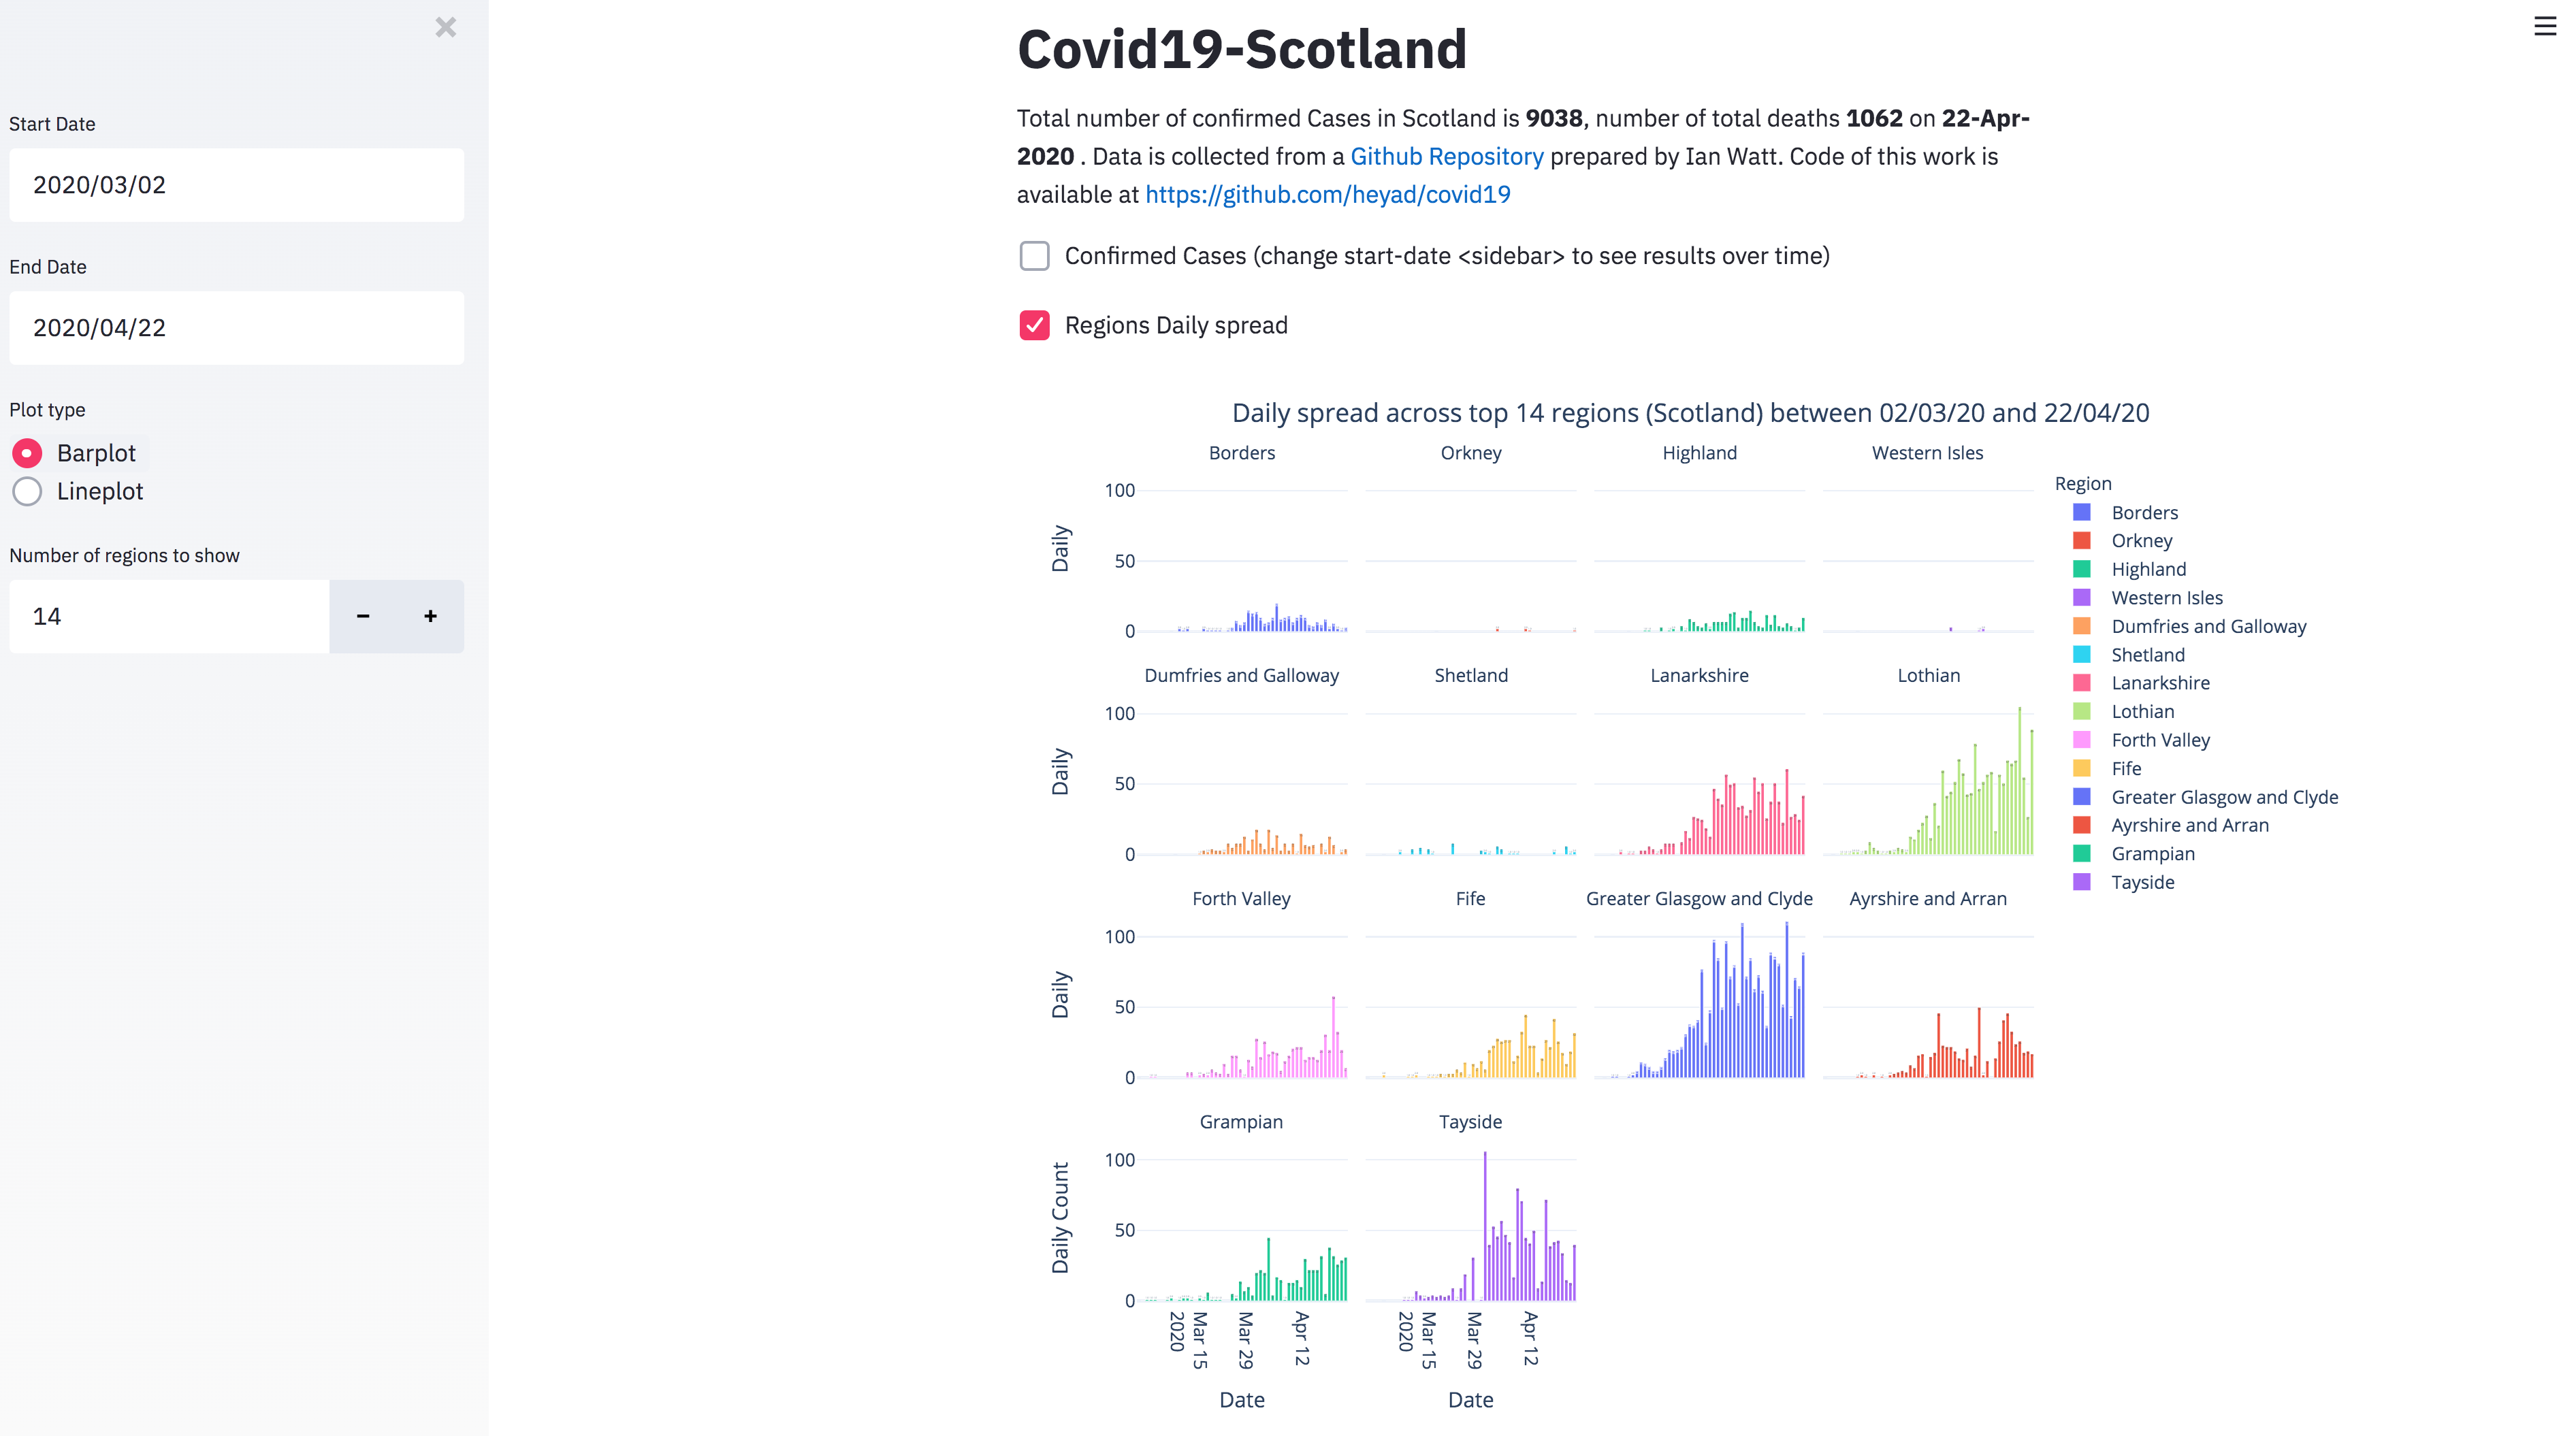 Start Date
2020/03/02
End Date
2020/04/22
Plot type
Barplot
Lineplot
Number of regions to show
14
Covid19-Scotland
Total number of confirmed Cases in Scotland is 9038, number of total deaths 1062 on 22-Apr-
2020 . Data is collected from a Github Repository prepared by Ian Watt. Code of this work is
available at https://github.com/heyad/covid19
Confirmed Cases (change start-date <sidebar> to see results over time)
Regions Daily spread
Daily spread across top 14 regions (Scotland) between 02/03/20 and 22/04/20
Borders Orkney Highland Western Isles
100
50
0
Daily
Dumfries and Galloway Shetland Lanarkshire Lothian
100
50
0
Daily
Forth Valley Fife Greater Glasgow and Clyde Ayrshire and Arran
100
50
0
Daily
Grampian Tayside
100
50
0
Daily Count
2020 Mar 15 Mar 29 Apr 12 2020 Mar 15 Mar 29 Apr 12
Date Date
Region
Borders
Orkney
Highland
Western Isles
Dumfries and Galloway
Shetland
Lanarkshire
Lothian
Forth Valley
Fife
Greater Glasgow and Clyde
Ayrshire and Arran
Grampian
Tayside